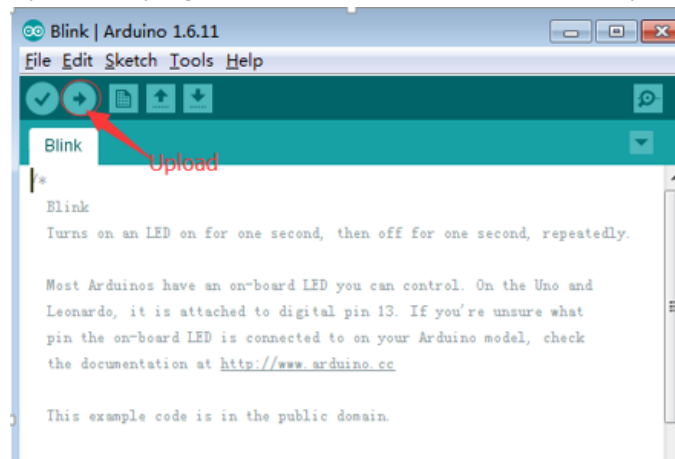 Blink | Arduino 1.6.11
File Edit Sketch Tools Help
Blink
Upload
/*
Blink
Turns on an LED on for one second, then off for one second, repeatedly.
Most Arduinos have an on-board LED you can control. On the Uno and
Leonardo, it is attached to digital pin 13. If you're unsure what
pin the on-board LED is connected to on your Arduino model, check
the documentation at http://www.arduino.cc
This example code is in the public domain.